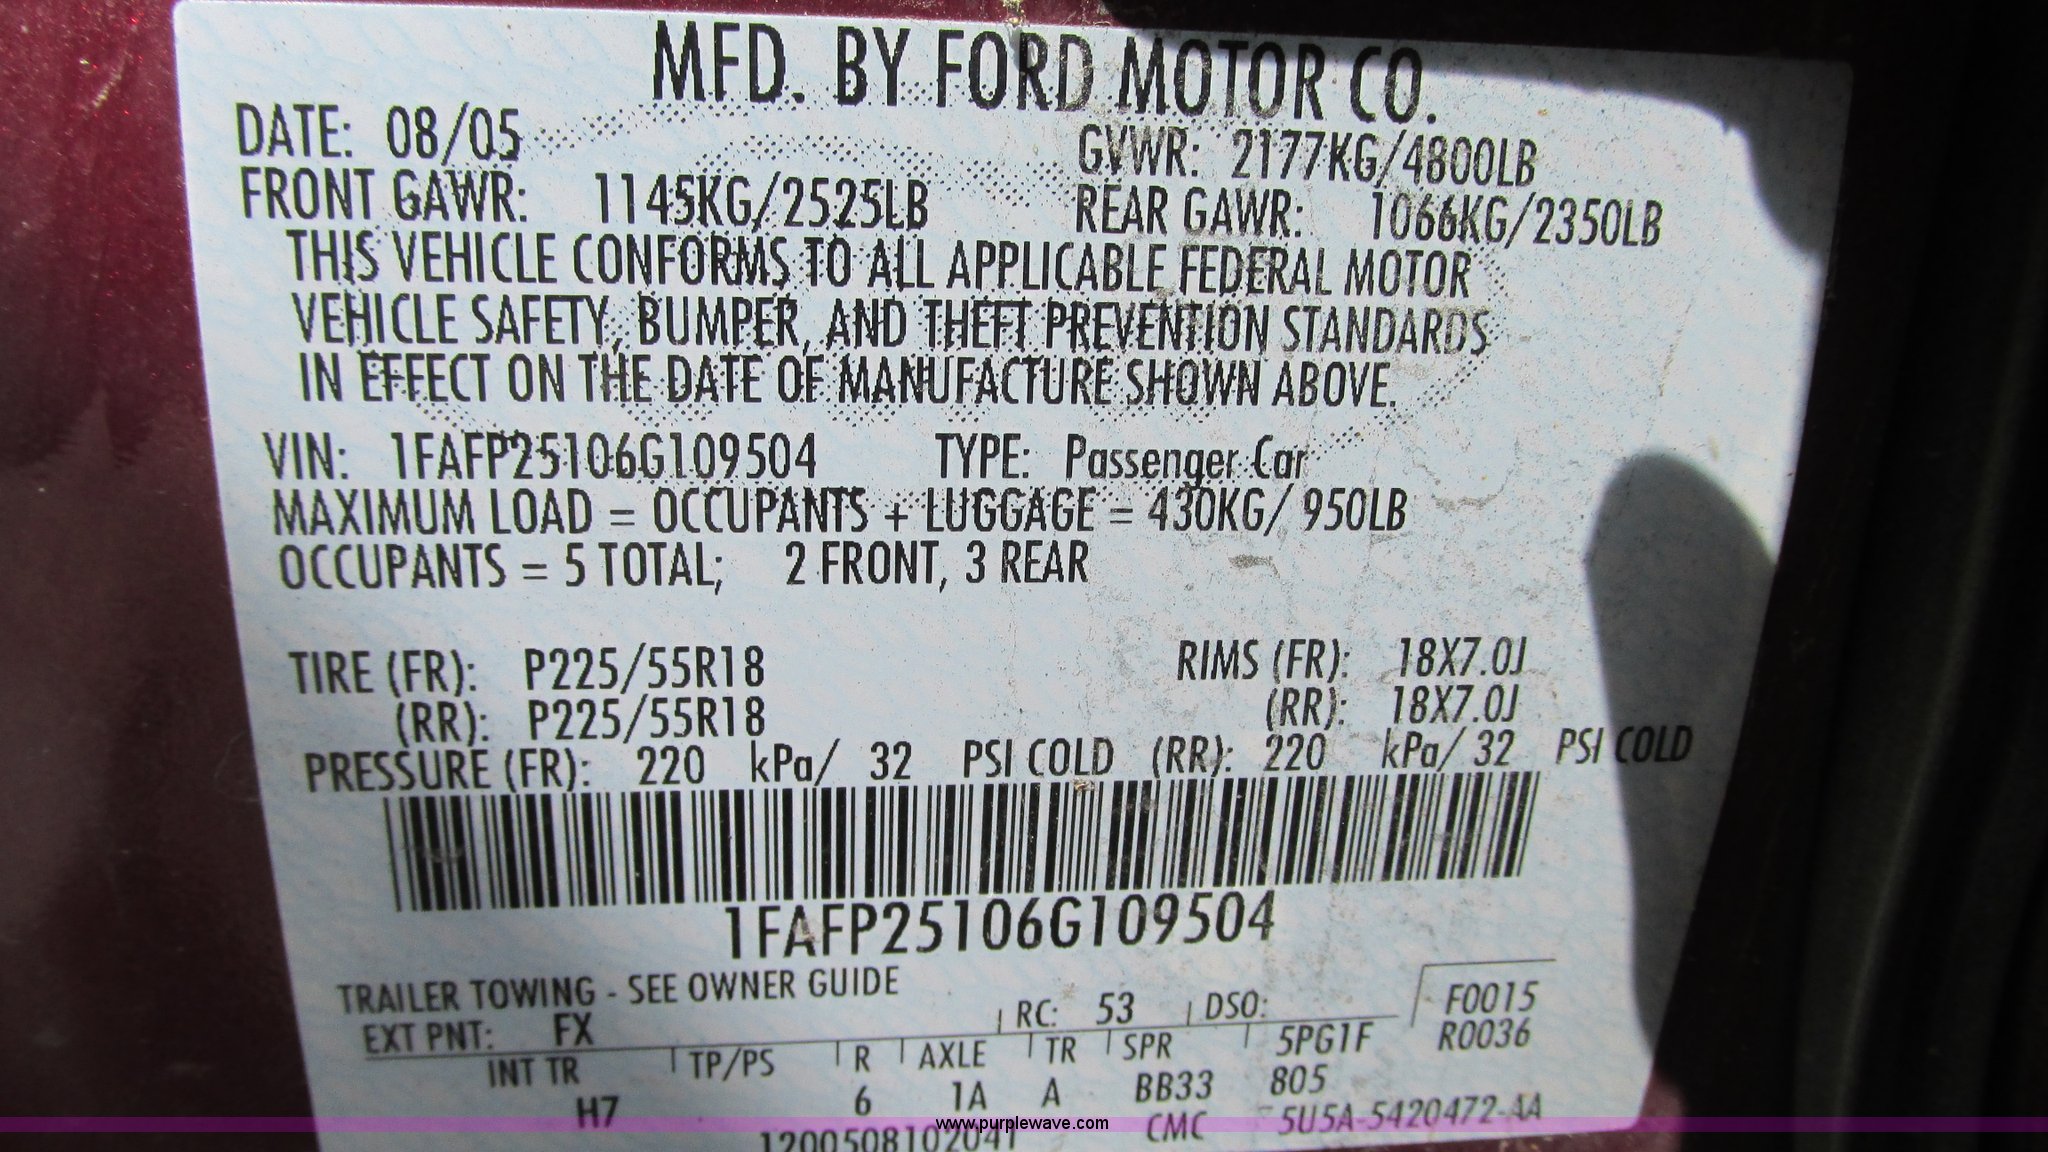 MFD. BY FORD MOTOR CO.
DATE: 08/05 GVWR: 2177KG/4800LB
FRONT GAWR: 1145KG/2525LB REAR GAWR: 1066KG/2350LB
THIS VEHICLE CONFORMS TO ALL APPLICABLE FEDERAL MOTOR
VEHICLE SAFETY, BUMPER, AND THEFT PREVENTION STANDARDS
IN EFFECT ON THE DATE OF MANUFACTURE SHOWN ABOVE.
VIN: 1FAFP25106G109504 TYPE: Passenger Car
MAXIMUM LOAD = OCCUPANTS + LUGGAGE = 430KG/ 950LB
OCCUPANTS = 5 TOTAL; 2 FRONT, 3 REAR
TIRE (FR): P225/55R18 RIMS (FR): 18X7.0J
(RR): P225/55R18 (RR): 18X7.0J
PRESSURE (FR): 220 kPa/ 32 PSI COLD (RR): 220 kPa/ 32 PSI COLD
1FAFP25106G109504
TRAILER TOWING - SEE OWNER GUIDE
EXT PNT: FX RC: 53 DSO: F0015
INT TR TP/PS R AXLE TR SPR 5PG1F R0036
H7 6 1A A BB33 805
1200508102041 CMC 5U5A-5420472-AA
www.purplewave.com